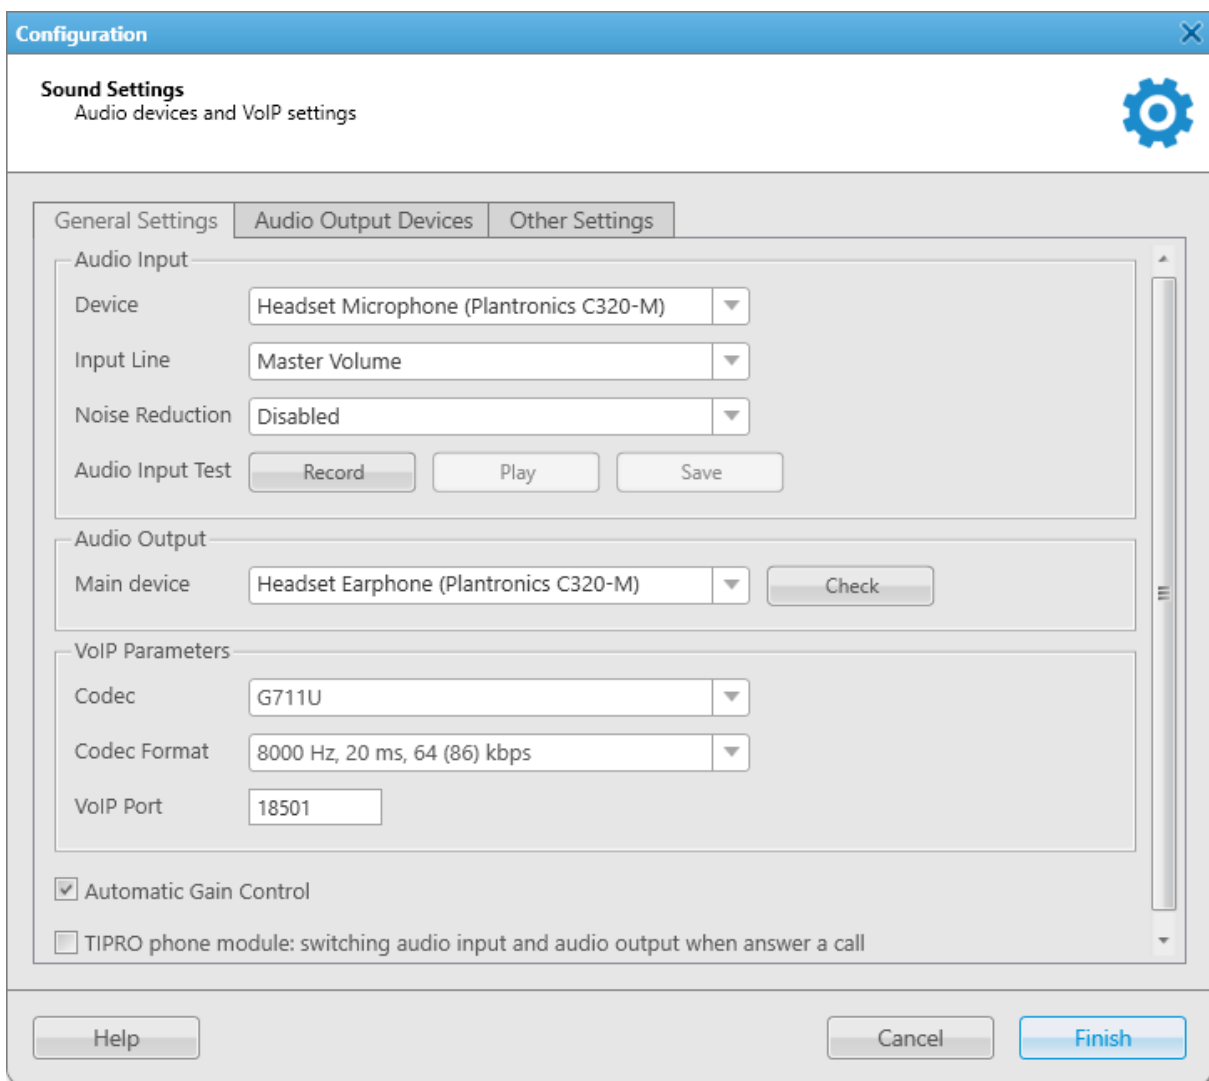 Configuration
Sound Settings
Audio devices and VoIP settings
General Settings Audio Output Devices Other Settings
Audio Input
Device Headset Microphone (Plantronics C320-M)
Input Line Master Volume
Noise Reduction Disabled
Audio Input Test Record Play Save
Audio Output
Main device Headset Earphone (Plantronics C320-M) Check
VoIP Parameters
Codec G711U
Codec Format 8000 Hz, 20 ms, 64 (86) kbps
VoIP Port 18501
Automatic Gain Control
TIPRO phone module: switching audio input and audio output when answer a call
Help Cancel Finish